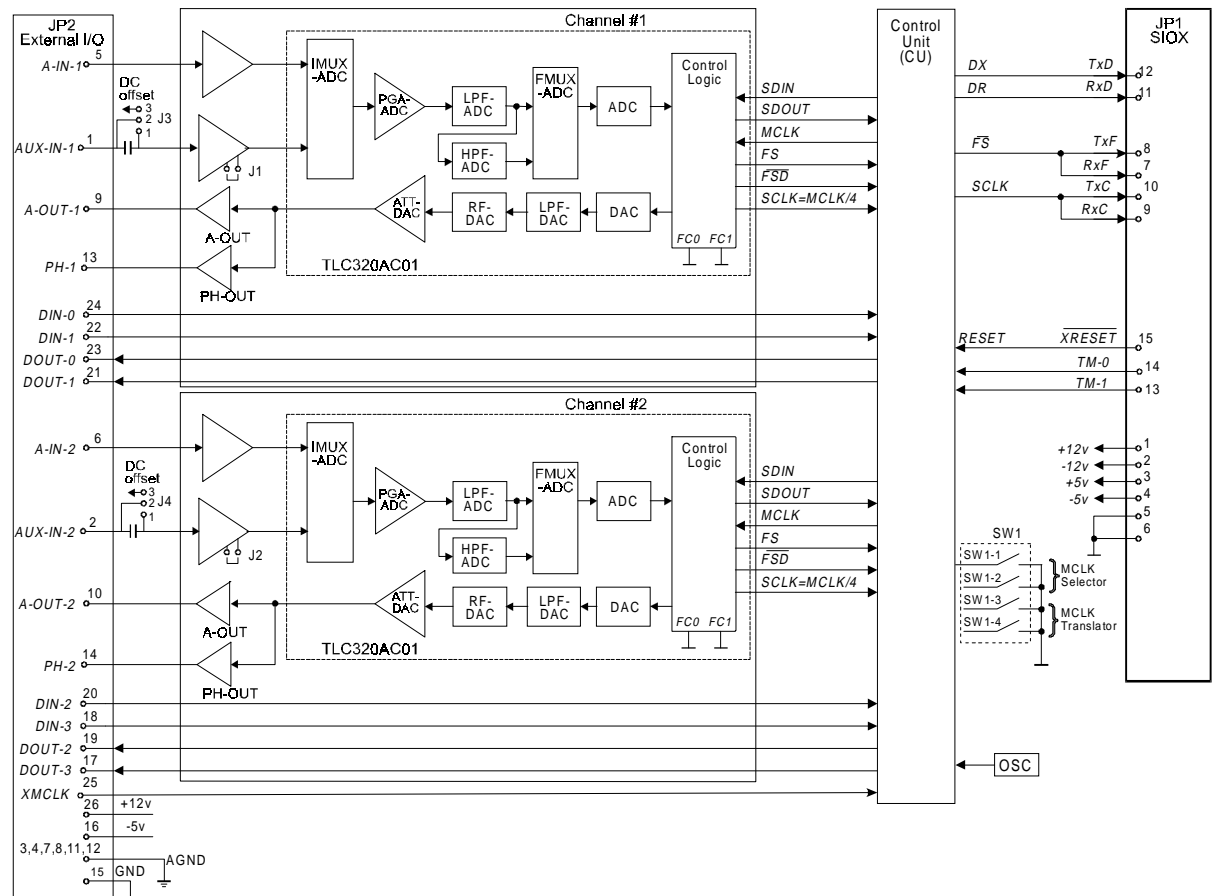 JP2
External I/O
A-IN-1
5
DC
offset
3
2
1
J3
AUX-IN-1
1
A-OUT-1
9
PH-1
13
DIN-0
24
DIN-1
22
DOUT-0
23
DOUT-1
21
Channel #1
IMUX
-ADC
PGA-
ADC
LPF-
ADC
HPF-
ADC
FMUX
-ADC
ADC
Control
Logic
J1
A-OUT
PH-OUT
ATT-
DAC
RF-
DAC
LPF-
DAC
DAC
FC0 FC1
TLC320AC01
SDIN
SDOUT
MCLK
FS
FSD
SCLK=MCLK/4
A-IN-2
6
DC
offset
3
2
1
J4
AUX-IN-2
2
A-OUT-2
10
PH-2
14
DIN-2
20
DIN-3
18
DOUT-2
19
DOUT-3
17
XMCLK
25
26
+12v
16
-5v
3,4,7,8,11,12
AGND
15
GND
Channel #2
IMUX
-ADC
PGA-
ADC
LPF-
ADC
HPF-
ADC
FMUX
-ADC
ADC
Control
Logic
J2
A-OUT
PH-OUT
ATT-
DAC
RF-
DAC
LPF-
DAC
DAC
FC0 FC1
TLC320AC01
SDIN
SDOUT
MCLK
FS
FSD
SCLK=MCLK/4
Control
Unit
(CU)
JP1
SIOX
DX
TxD
12
DR
RxD
11
FS
TxF
8
RxF
7
SCLK
TxC
10
RxC
9
RESET
XRESET
15
TM-0
14
TM-1
13
+12v
1
-12v
2
+5v
3
-5v
4
5
6
SW1
SW1-1
SW1-2
SW1-3
SW1-4
MCLK
Selector
MCLK
Translator
OSC